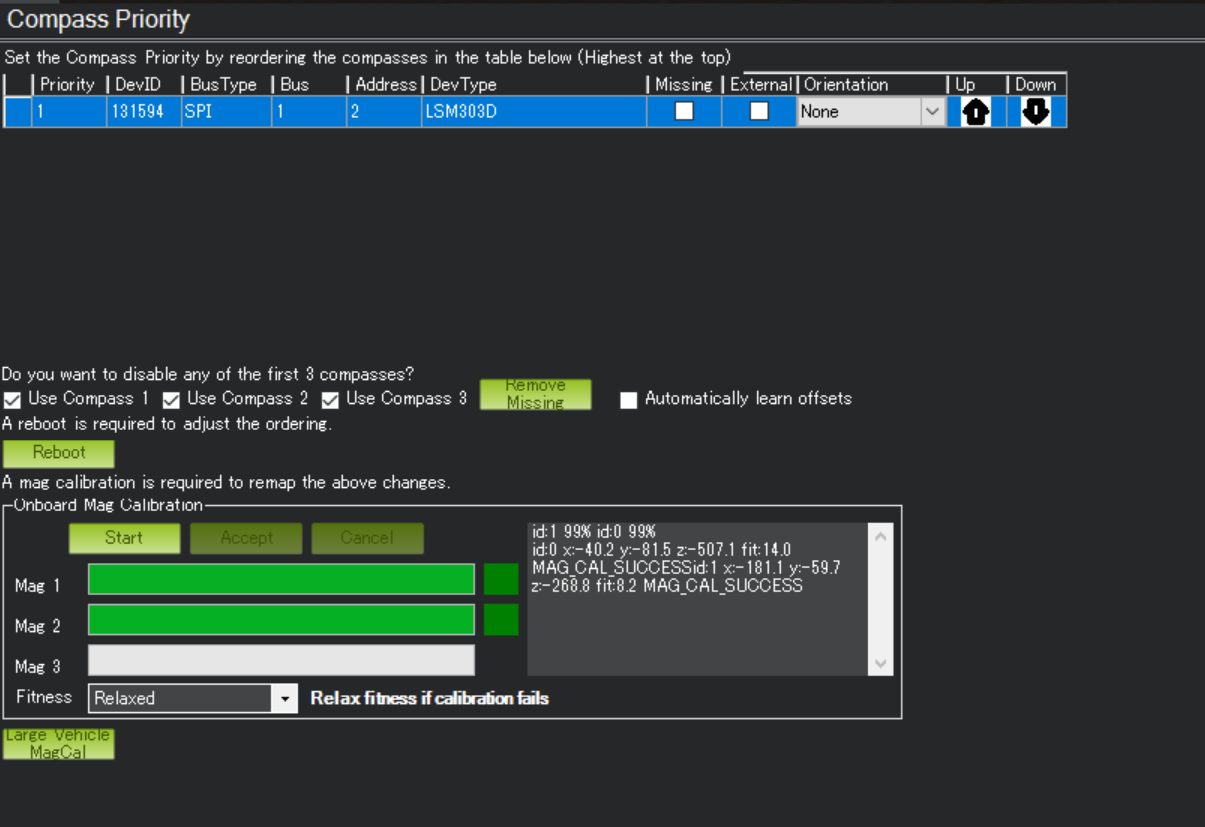 Compass Priority
Set the Compass Priority by reordering the compasses in the table below (Highest at the top)
Priority DevID BusType Bus Address DevType Missing External Orientation Up Down
1 131594 SPI 1 2 LSM303D None
Do you want to disable any of the first 3 compasses?
Use Compass 1 Use Compass 2 Use Compass 3 Remove Missing Automatically learn offsets
A reboot is required to adjust the ordering.
Reboot
A mag calibration is required to remap the above changes.
Onboard Mag Calibration
Start Accept Cancel
id:1 99% id:0 99%
id:0 x:-40.2 y:-81.5 z:-507.1 fit:14.0
MAG_CAL_SUCCESSid:1 x:-181.1 y:-59.7
z:-268.8 fit:8.2 MAG_CAL_SUCCESS
Mag 1
Mag 2
Mag 3
Fitness Relaxed Relax fitness if calibration fails
Large Vehicle
MagCal